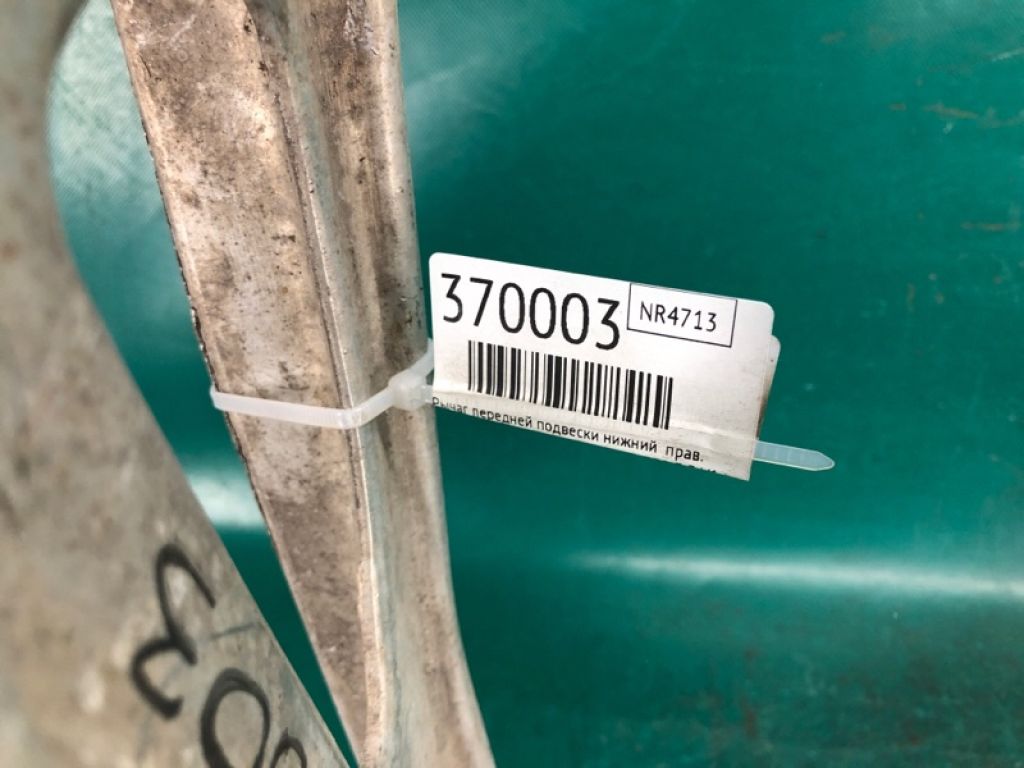 370003
NR4713
Рычаг передней подвески нижний прав.